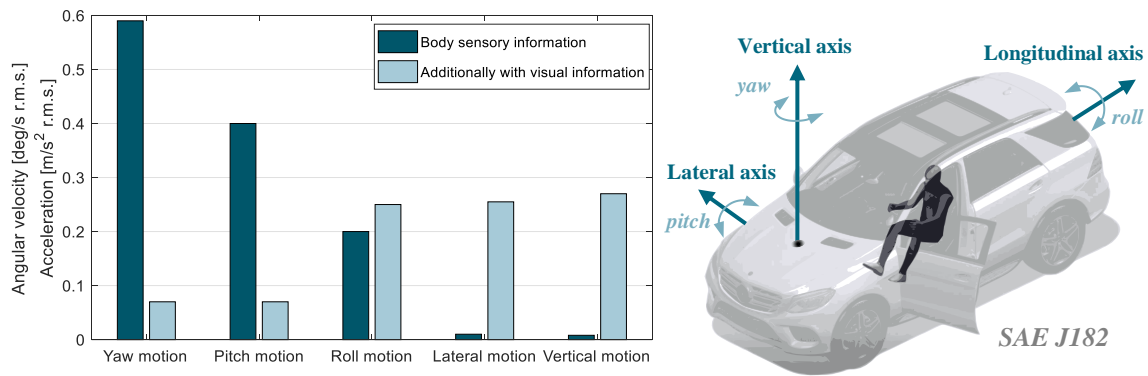 Angular velocity [deg/s r.m.s.]
Acceleration [m/s² r.m.s.]
0.6
0.5
0.4
0.3
0.2
0.1
0
Body sensory information
Additionally with visual information
Yaw motion
Pitch motion
Roll motion
Lateral motion
Vertical motion
Vertical axis
yaw
Longitudinal axis
roll
Lateral axis
pitch
SAE J182